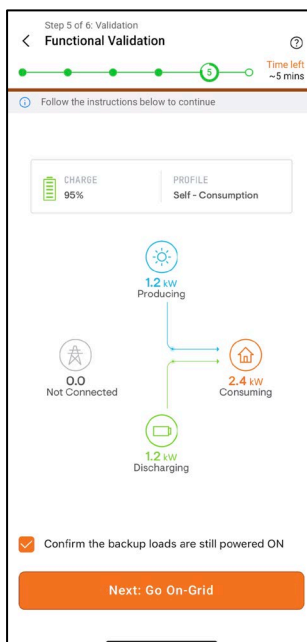 Step 5 of 6: Validation
Functional Validation
5
Time left
~5 mins
Follow the instructions below to continue
CHARGE
95%
PROFILE
Self - Consumption
1.2 kW
Producing
0.0
Not Connected
2.4 kW
Consuming
1.2 kW
Discharging
Confirm the backup loads are still powered ON
Next: Go On-Grid